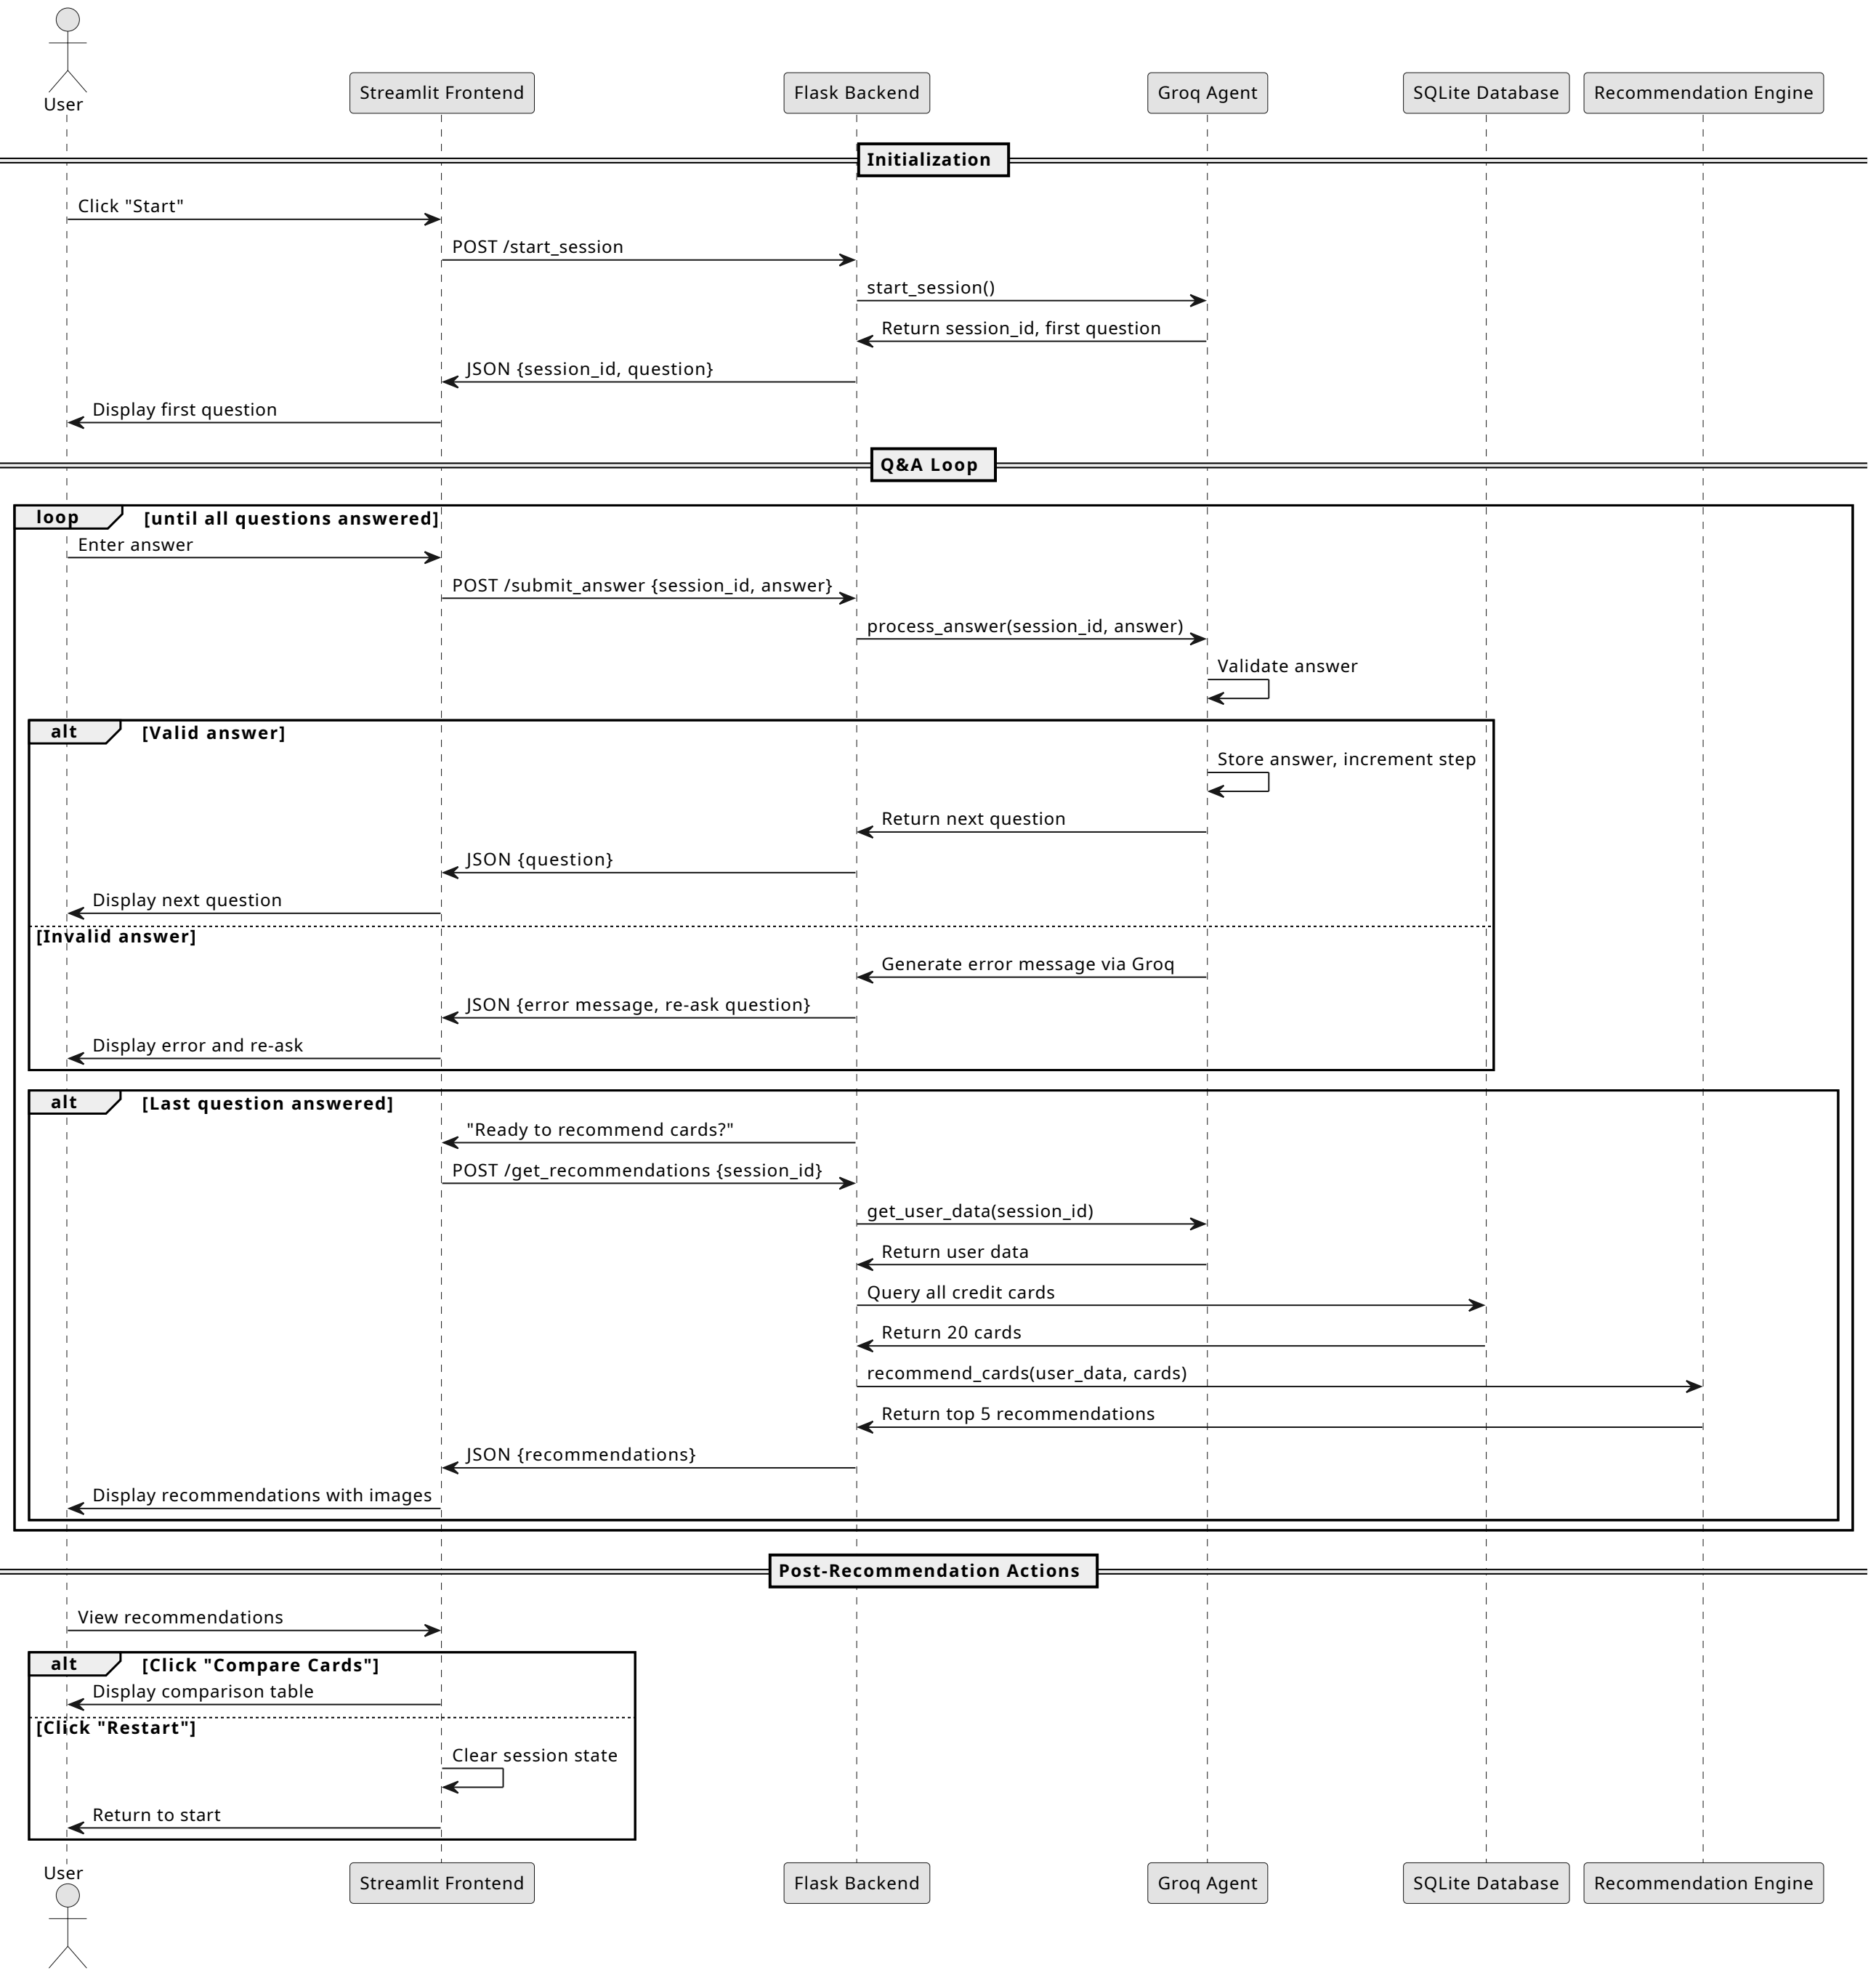 User
Streamlit Frontend
Flask Backend
Groq Agent
SQLite Database
Recommendation Engine
Initialization
Click "Start"
POST /start_session
start_session()
Return session_id, first question
JSON {session_id, question}
Display first question
Q&A Loop
loop
[until all questions answered]
Enter answer
POST /submit_answer {session_id, answer}
process_answer(session_id, answer)
Validate answer
alt
[Valid answer]
Store answer, increment step
Return next question
JSON {question}
Display next question
[Invalid answer]
Generate error message via Groq
JSON {error message, re-ask question}
Display error and re-ask
alt
[Last question answered]
"Ready to recommend cards?"
POST /get_recommendations {session_id}
get_user_data(session_id)
Return user data
Query all credit cards
Return 20 cards
recommend_cards(user_data, cards)
Return top 5 recommendations
JSON {recommendations}
Display recommendations with images
Post-Recommendation Actions
View recommendations
alt
[Click "Compare Cards"]
Display comparison table
[Click "Restart"]
Clear session state
Return to start
User
Streamlit Frontend
Flask Backend
Groq Agent
SQLite Database
Recommendation Engine